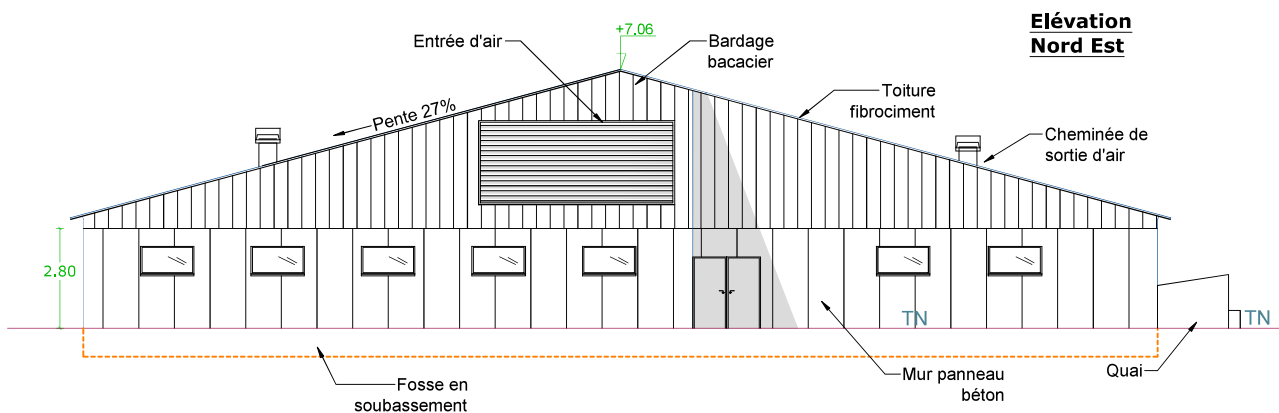 Elévation
Nord Est
+7.06
Entrée d'air
Bardage
bacacier
Pente 27%
Toiture
fibrociment
Cheminée de
sortie d'air
2.80
TN
TN
Mur panneau
béton
Quai
Fosse en
soubassement